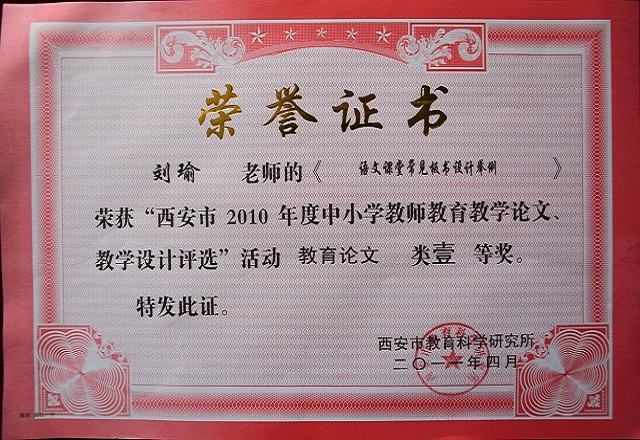 荣誉证书
刘瑜 老师的《 语文课堂常见板书设计举例 》
荣获“西安市 2010 年度中小学教师教育教学论文、
教学设计评选”活动 教育论文 类壹 等奖。
特发此证。
西安市教育科学研究所
二〇一一年四月